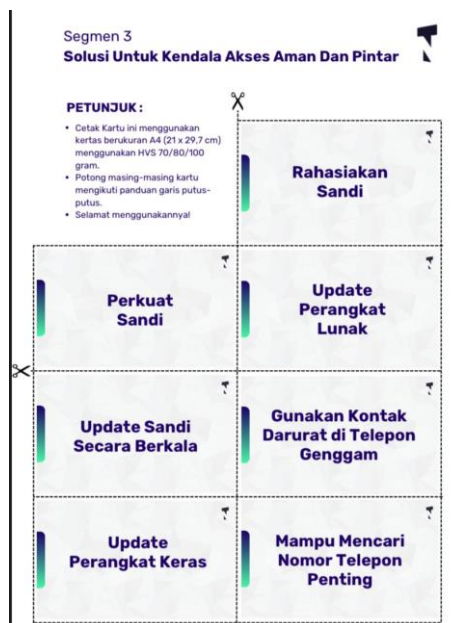 Segmen 3
Solusi Untuk Kendala Akses Aman Dan Pintar
PETUNJUK :
• Cetak Kartu ini menggunakan
kertas berukuran A4 (21 x 29,7 cm)
menggunakan HVS 70/80/100
gram.
• Potong masing-masing kartu
mengikuti panduan garis putus-
putus.
• Selamat menggunakannya!
Rahasiakan
Sandi
Perkuat
Sandi
Update
Perangkat
Lunak
Update Sandi
Secara Berkala
Gunakan Kontak
Darurat di Telepon
Genggam
Update
Perangkat Keras
Mampu Mencari
Nomor Telepon
Penting